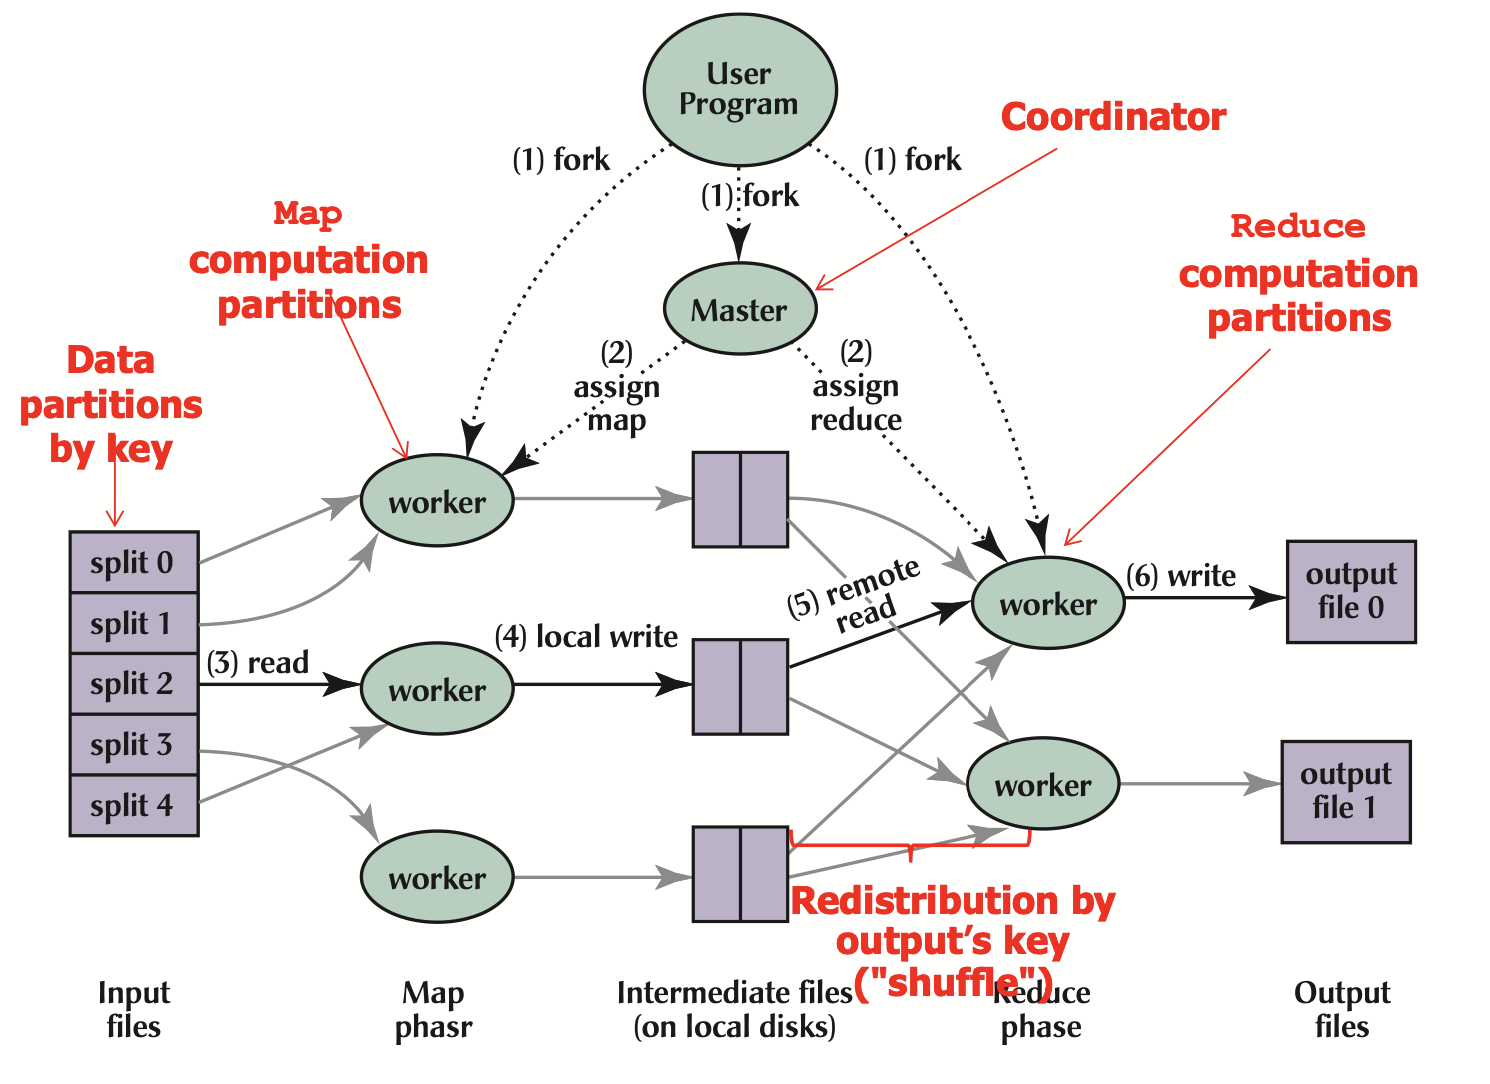 User
Program
Coordinator
(1) fork
(1) fork
(1) fork
Map
computation
partitions
Reduce
computation
partitions
Master
Data
partitions
by key
(2)
assign
map
(2)
assign
reduce
worker
split 0
split 1
split 2
split 3
split 4
(3) read
worker
(4) local write
(5) remote
read
worker
(6) write
output
file 0
worker
output
file 1
worker
Redistribution by
output’s key
("shuffle")
Input
files
Map
phasr
Intermediate files
(on local disks)
Reduce
phase
Output
files